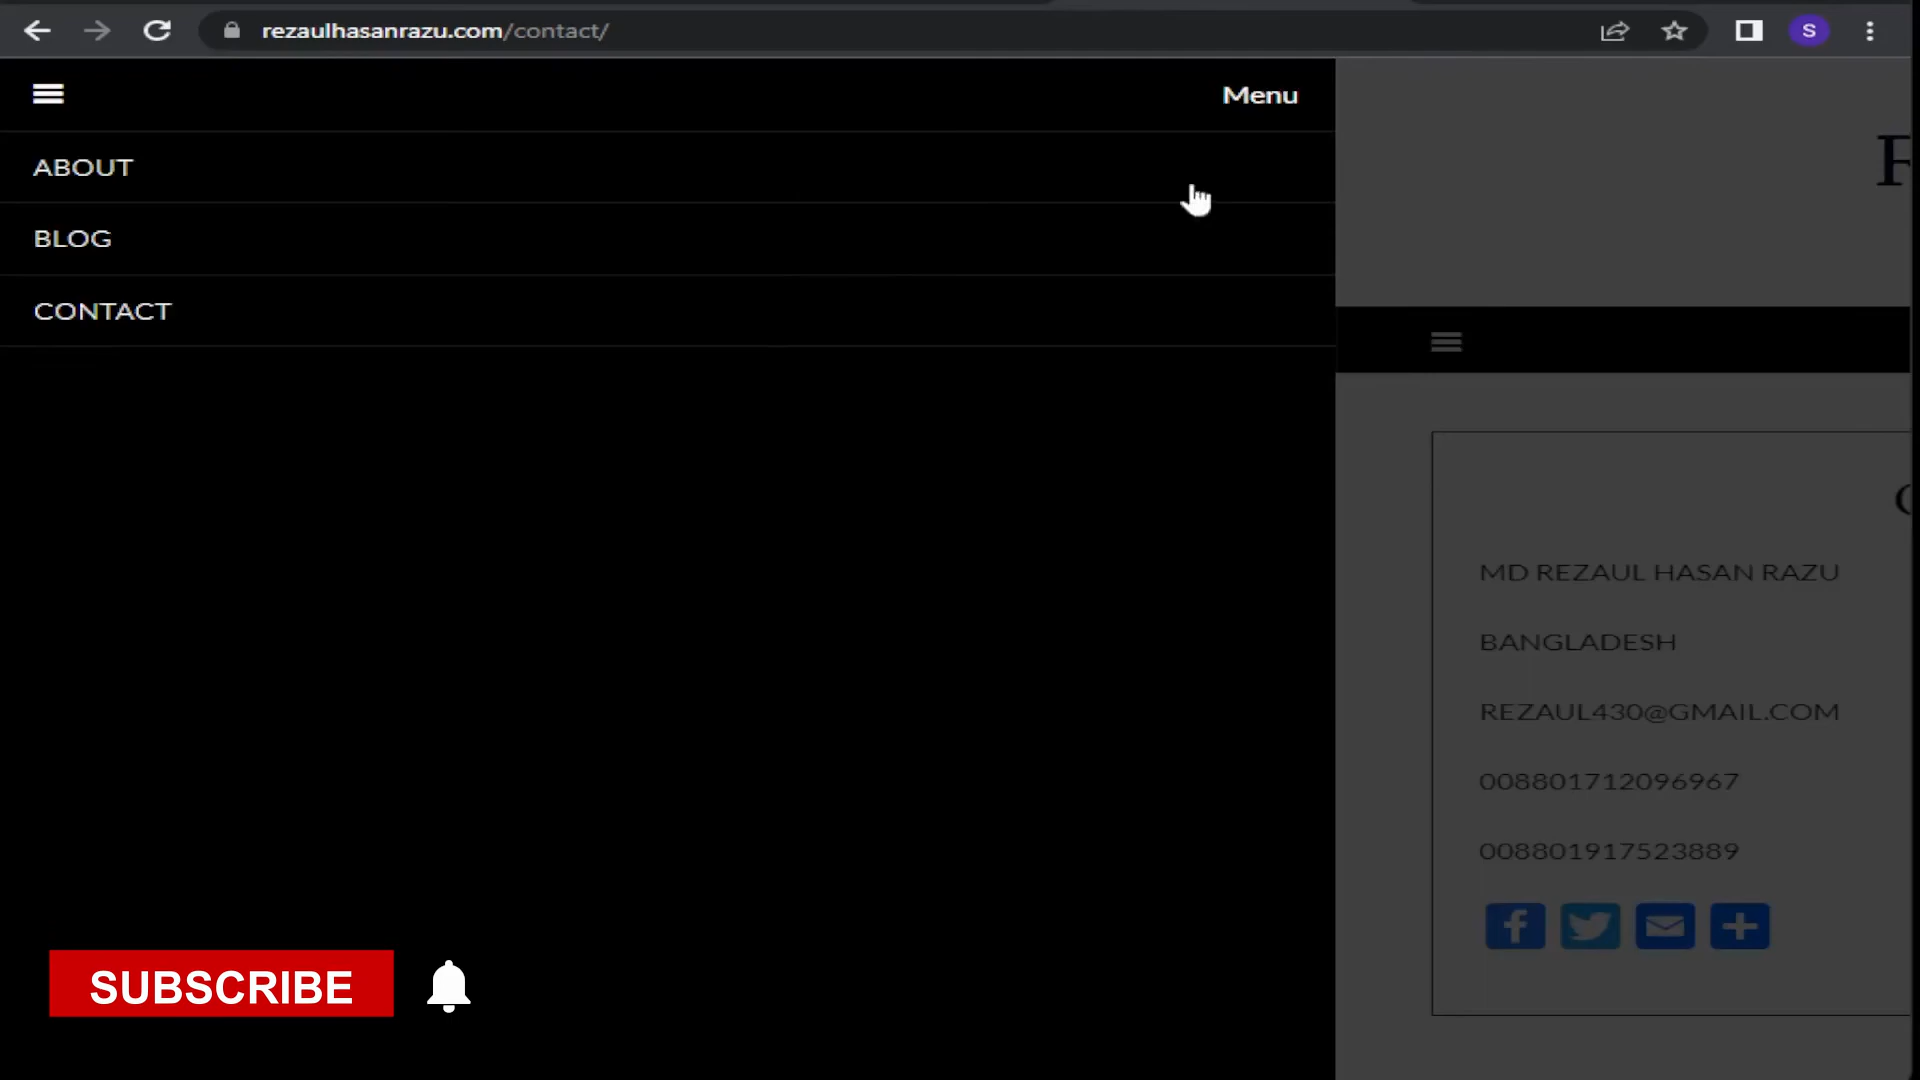 rezaulhasanrazu.com/contact/
S
Menu
ABOUT
BLOG
CONTACT
MD REZAUL HASAN RAZU
BANGLADESH
REZAUL430@GMAIL.COM
008801712096967
008801917523889
SUBSCRIBE